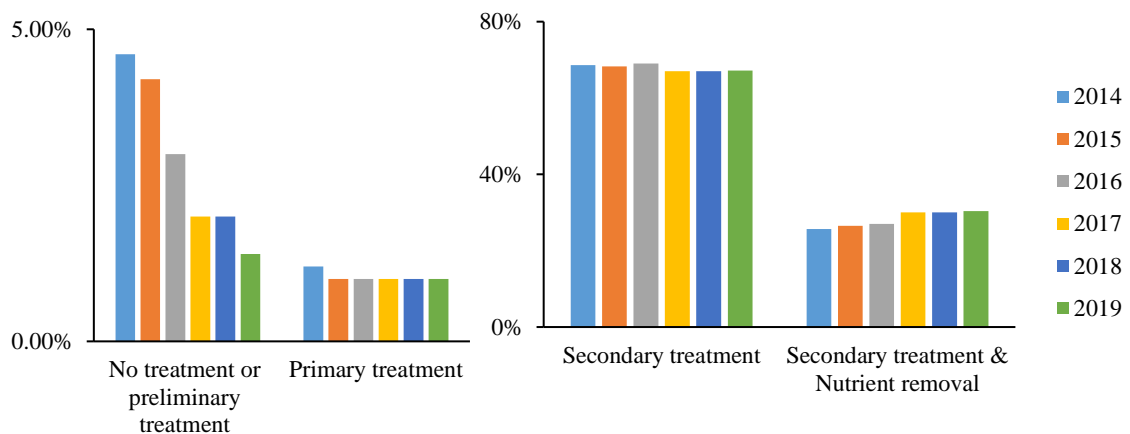 5.00%
0.00%
No treatment or
preliminary
treatment
Primary treatment
80%
40%
0%
Secondary treatment
Secondary treatment &
Nutrient removal
2014
2015
2016
2017
2018
2019